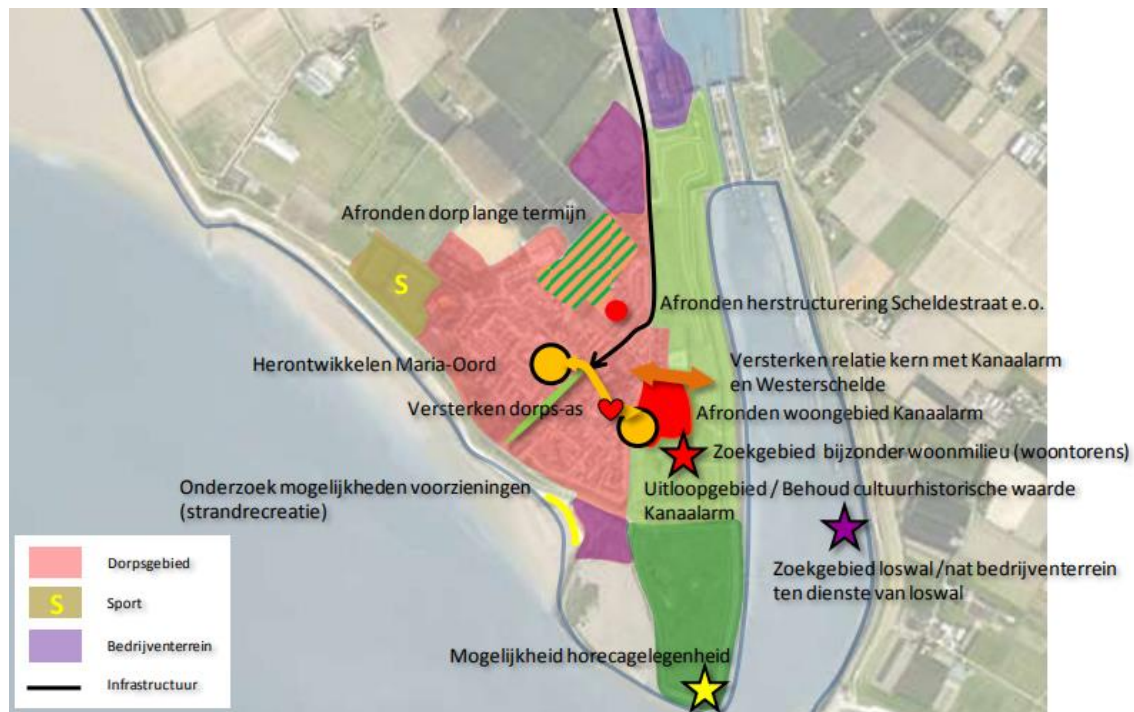 Afronden dorp lange termijn
S
Afronden herstructurering Scheldestraat e.o.
Herontwikkelen Maria-Oord
Versterken relatie kern met Kanaalarm
en Westerschelde
Versterken dorps-as
Afronden woongebied Kanaalarm
Zoekgebied bijzonder woonmilieu (woontorens)
Onderzoek mogelijkheden voorzieningen
(strandrecreatie)
Uitloopgebied / Behoud cultuurhistorische waarde
Kanaalarm
Zoekgebied loswal /nat bedrijventerrein
ten dienste van loswal
Mogelijkheid horecagelegenheid
Dorpsgebied
S
Sport
Bedrijventerrein
Infrastructuur